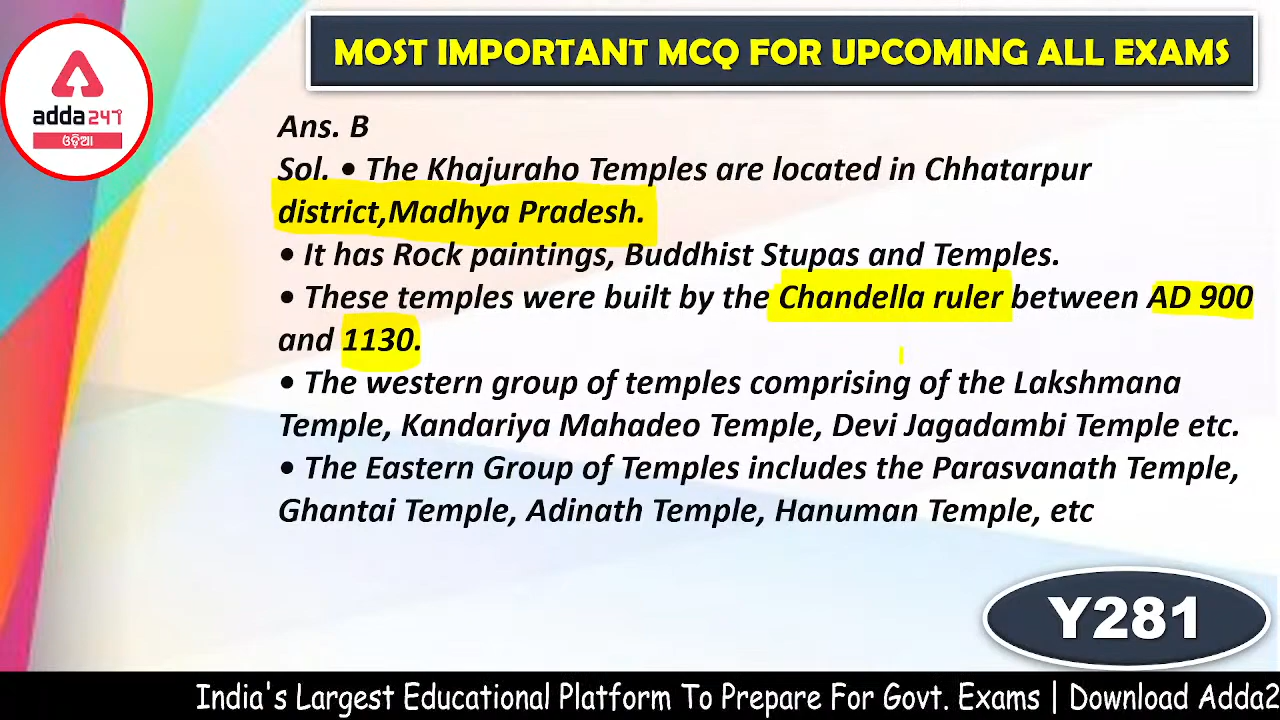 MOST IMPORTANT MCQ FOR UPCOMING ALL EXAMS
adda247
ଓଡ଼ିଆ
Ans. B
Sol. • The Khajuraho Temples are located in Chhatarpur
district,Madhya Pradesh.
• It has Rock paintings, Buddhist Stupas and Temples.
• These temples were built by the Chandella ruler between AD 900
and 1130.
• The western group of temples comprising of the Lakshmana
Temple, Kandariya Mahadeo Temple, Devi Jagadambi Temple etc.
• The Eastern Group of Temples includes the Parasvanath Temple,
Ghantai Temple, Adinath Temple, Hanuman Temple, etc
Y281
India's Largest Educational Platform To Prepare For Govt. Exams | Download Adda2